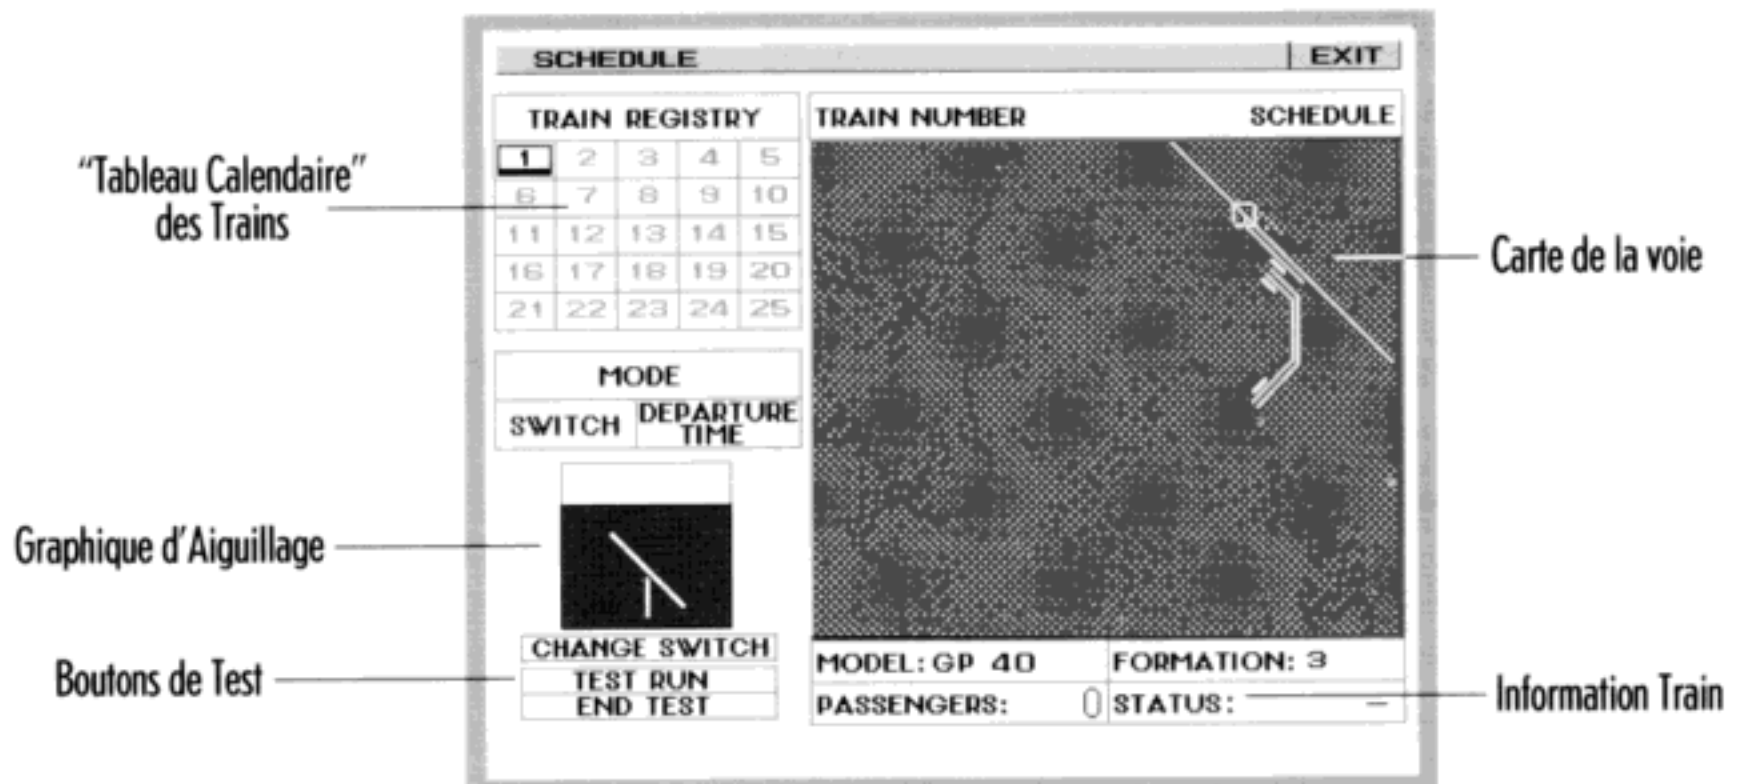 SCHEDULE EXIT
TRAIN REGISTRY
1 2 3 4 5
6 7 8 9 10
11 12 13 14 15
16 17 18 19 20
21 22 23 24 25
MODE
SWITCH DEPARTURE TIME
CHANGE SWITCH
TEST RUN
END TEST
TRAIN NUMBER SCHEDULE
MODEL: GP 40 FORMATION: 3
PASSENGERS: 0 STATUS: –
"Tableau Calendaire"
des Trains
Graphique d'Aiguillage
Boutons de Test
Carte de la voie
Information Train